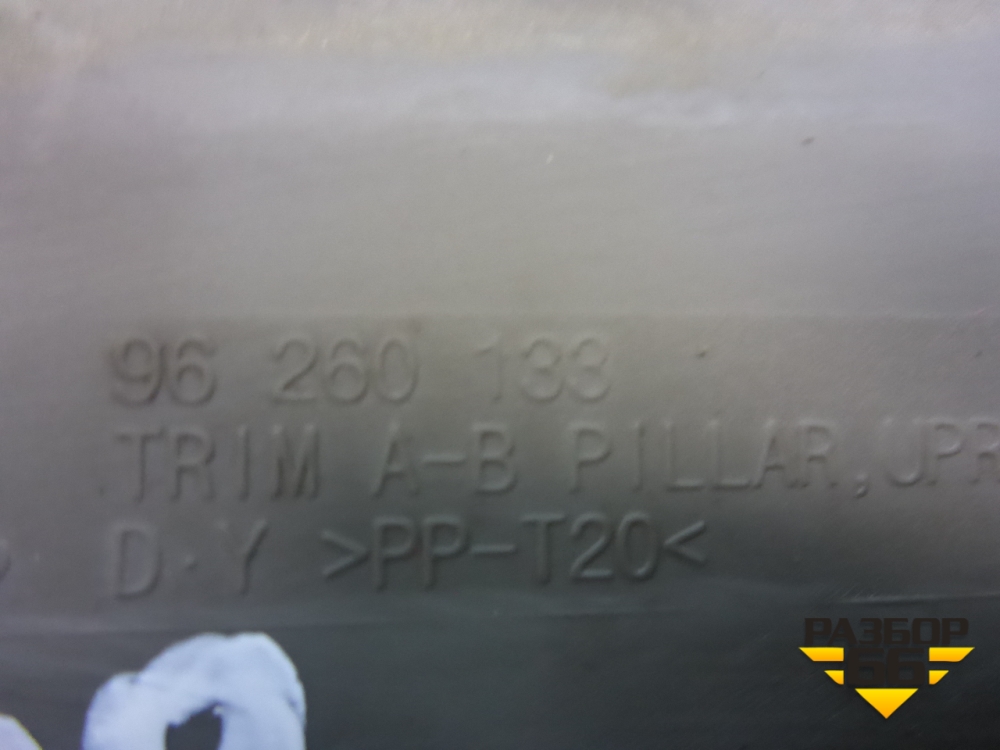 96 260 133
TRIM A-B PILLAR,UPR
D·Y >PP-T20<
РАЗБОР
66